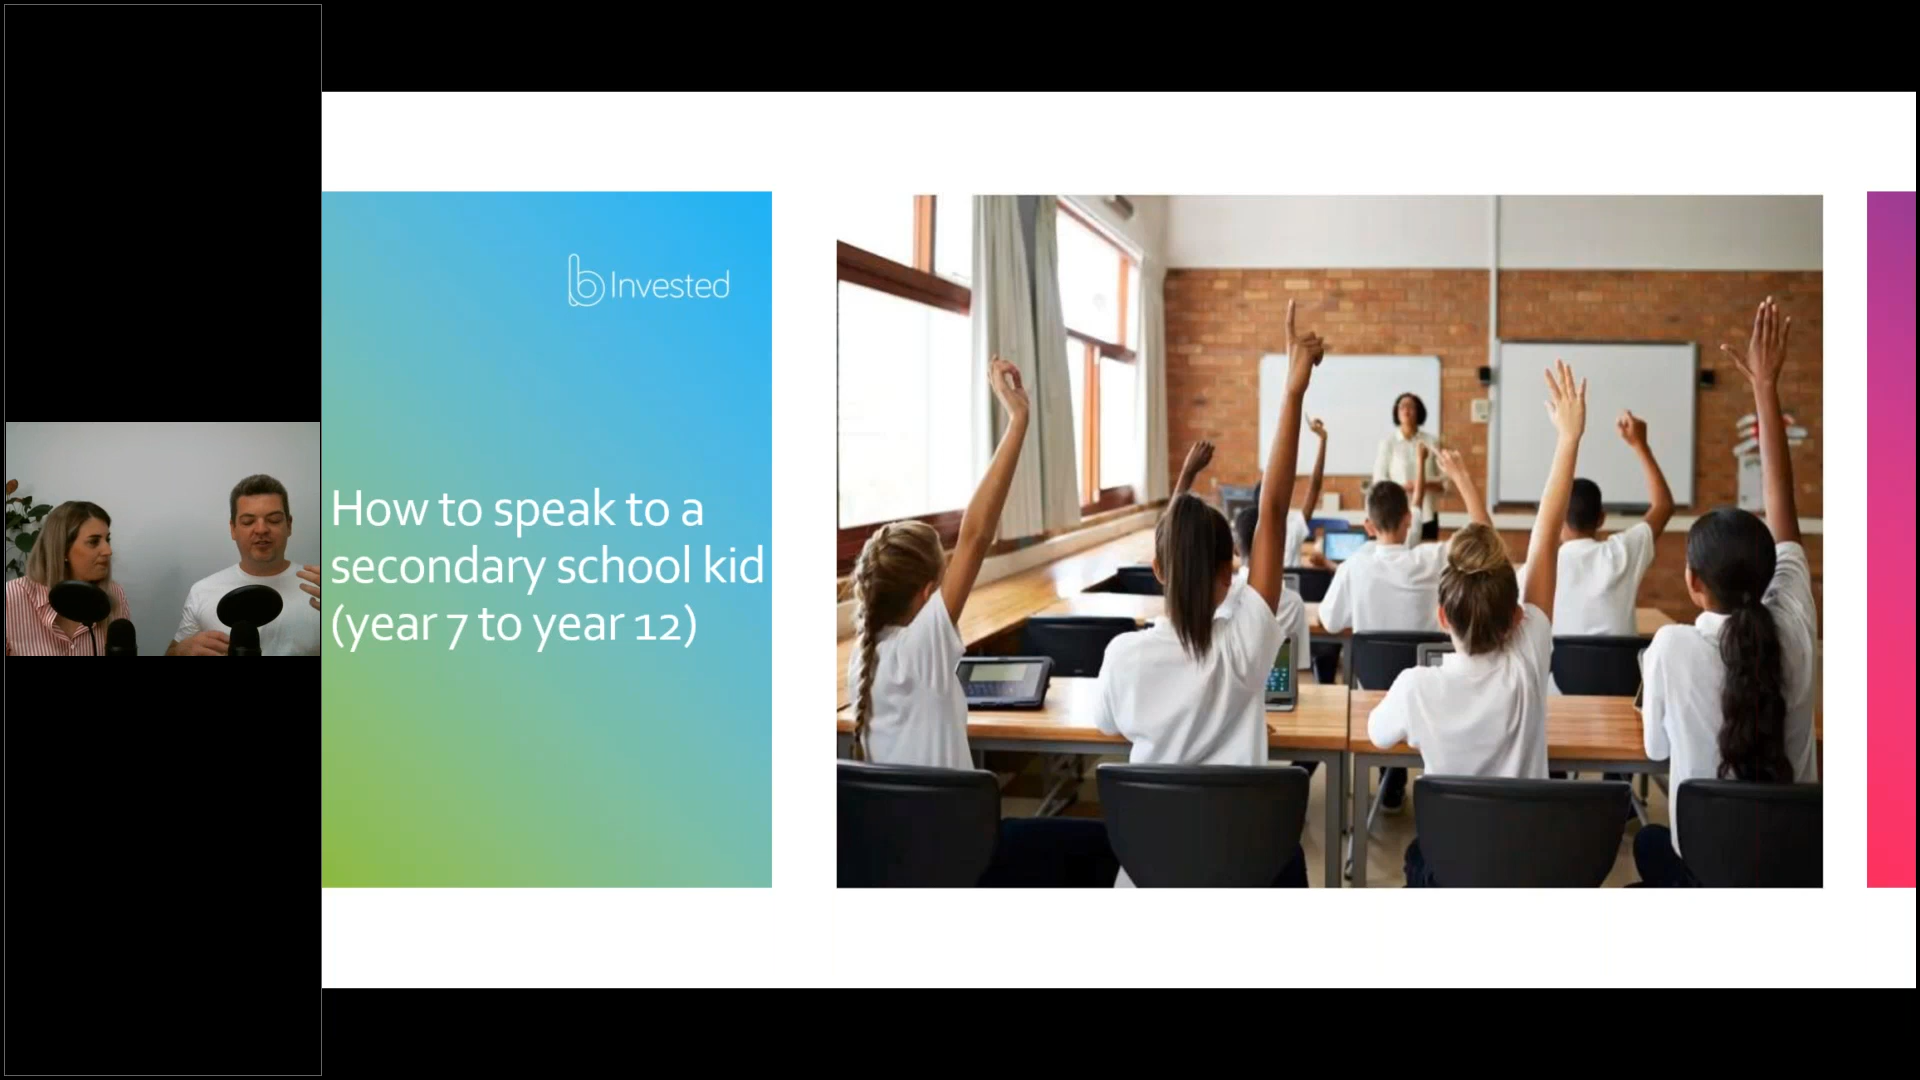 b Invested
How to speak to a
secondary school kid
(year 7 to year 12)